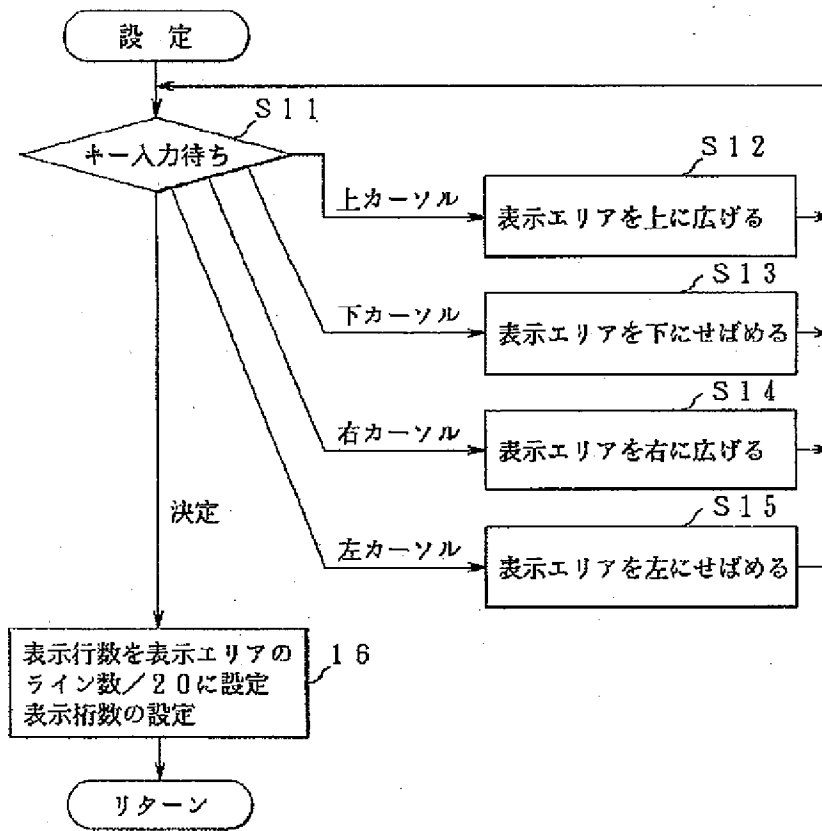 設 定
S11
キー入力待ち
S12
上カーソル
表示エリアを上に広げる
S13
下カーソル
表示エリアを下にせばめる
S14
右カーソル
表示エリアを右に広げる
S15
左カーソル
表示エリアを左にせばめる
決定
16
表示行数を表示エリアの
ライン数/20に設定
表示桁数の設定
リターン